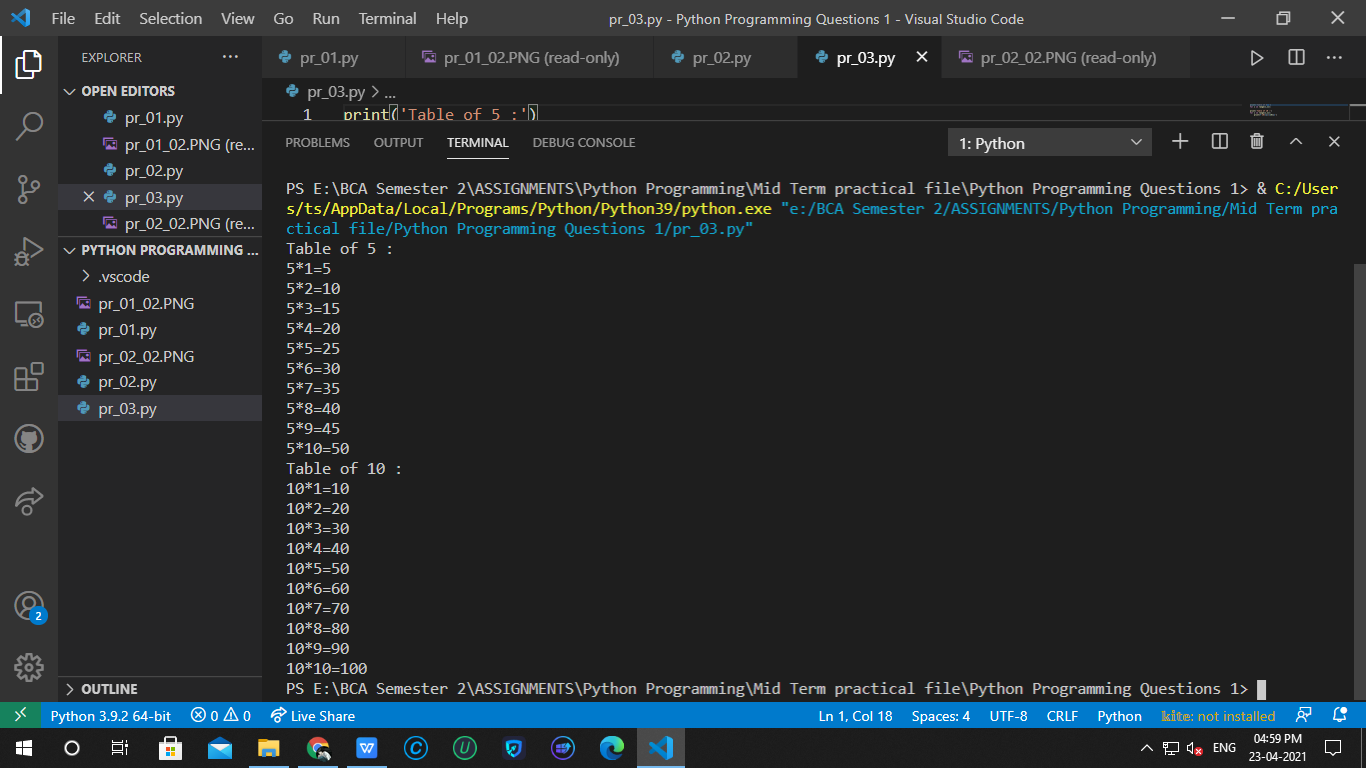 File Edit Selection View Go Run Terminal Help pr_03.py - Python Programming Questions 1 - Visual Studio Code
EXPLORER
pr_01.py pr_01_02.PNG (read-only) pr_02.py pr_03.py pr_02_02.PNG (read-only)
OPEN EDITORS
pr_01.py
pr_01_02.PNG (re...
pr_02.py
pr_03.py
pr_02_02.PNG (re...
PYTHON PROGRAMMING ...
.vscode
pr_01_02.PNG
pr_01.py
pr_02_02.PNG
pr_02.py
pr_03.py
OUTLINE
2
pr_03.py > ...
1 print('Table of 5 :')
PROBLEMS OUTPUT TERMINAL DEBUG CONSOLE 1: Python
PS E:\BCA Semester 2\ASSIGNMENTS\Python Programming\Mid Term practical file\Python Programming Questions 1> & C:/User
s/ts/AppData/Local/Programs/Python/Python39/python.exe "e:/BCA Semester 2/ASSIGNMENTS/Python Programming/Mid Term pra
ctical file/Python Programming Questions 1/pr_03.py"
Table of 5 :
5*1=5
5*2=10
5*3=15
5*4=20
5*5=25
5*6=30
5*7=35
5*8=40
5*9=45
5*10=50
Table of 10 :
10*1=10
10*2=20
10*3=30
10*4=40
10*5=50
10*6=60
10*7=70
10*8=80
10*9=90
10*10=100
PS E:\BCA Semester 2\ASSIGNMENTS\Python Programming\Mid Term practical file\Python Programming Questions 1>
Python 3.9.2 64-bit 0 0 Live Share Ln 1, Col 18 Spaces: 4 UTF-8 CRLF Python kite: not installed
ENG 04:59 PM
23-04-2021